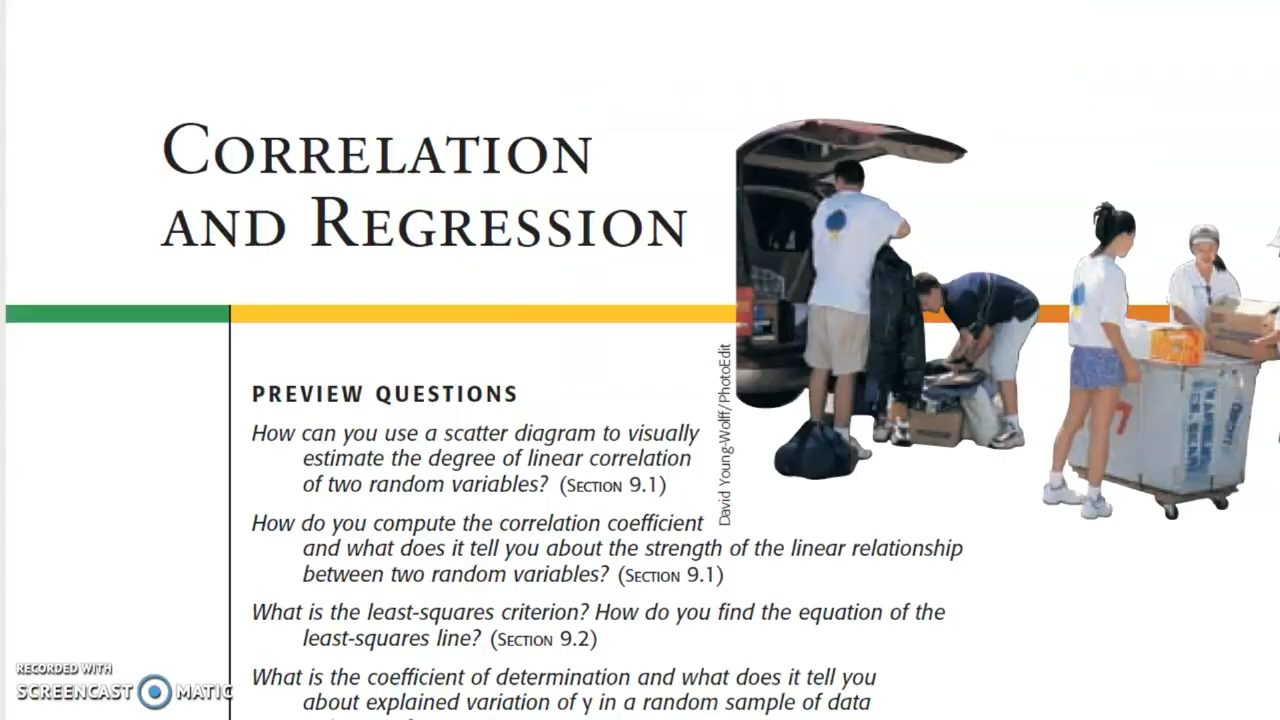 CORRELATION
AND REGRESSION
David Young-Wolff/PhotoEdit
PREVIEW QUESTIONS
How can you use a scatter diagram to visually
estimate the degree of linear correlation
of two random variables? (SECTION 9.1)
How do you compute the correlation coefficient
and what does it tell you about the strength of the linear relationship
between two random variables? (SECTION 9.1)
What is the least-squares criterion? How do you find the equation of the
least-squares line? (SECTION 9.2)
What is the coefficient of determination and what does it tell you
about explained variation of y in a random sample of data
RECORDED WITH
SCREENCAST MATIC